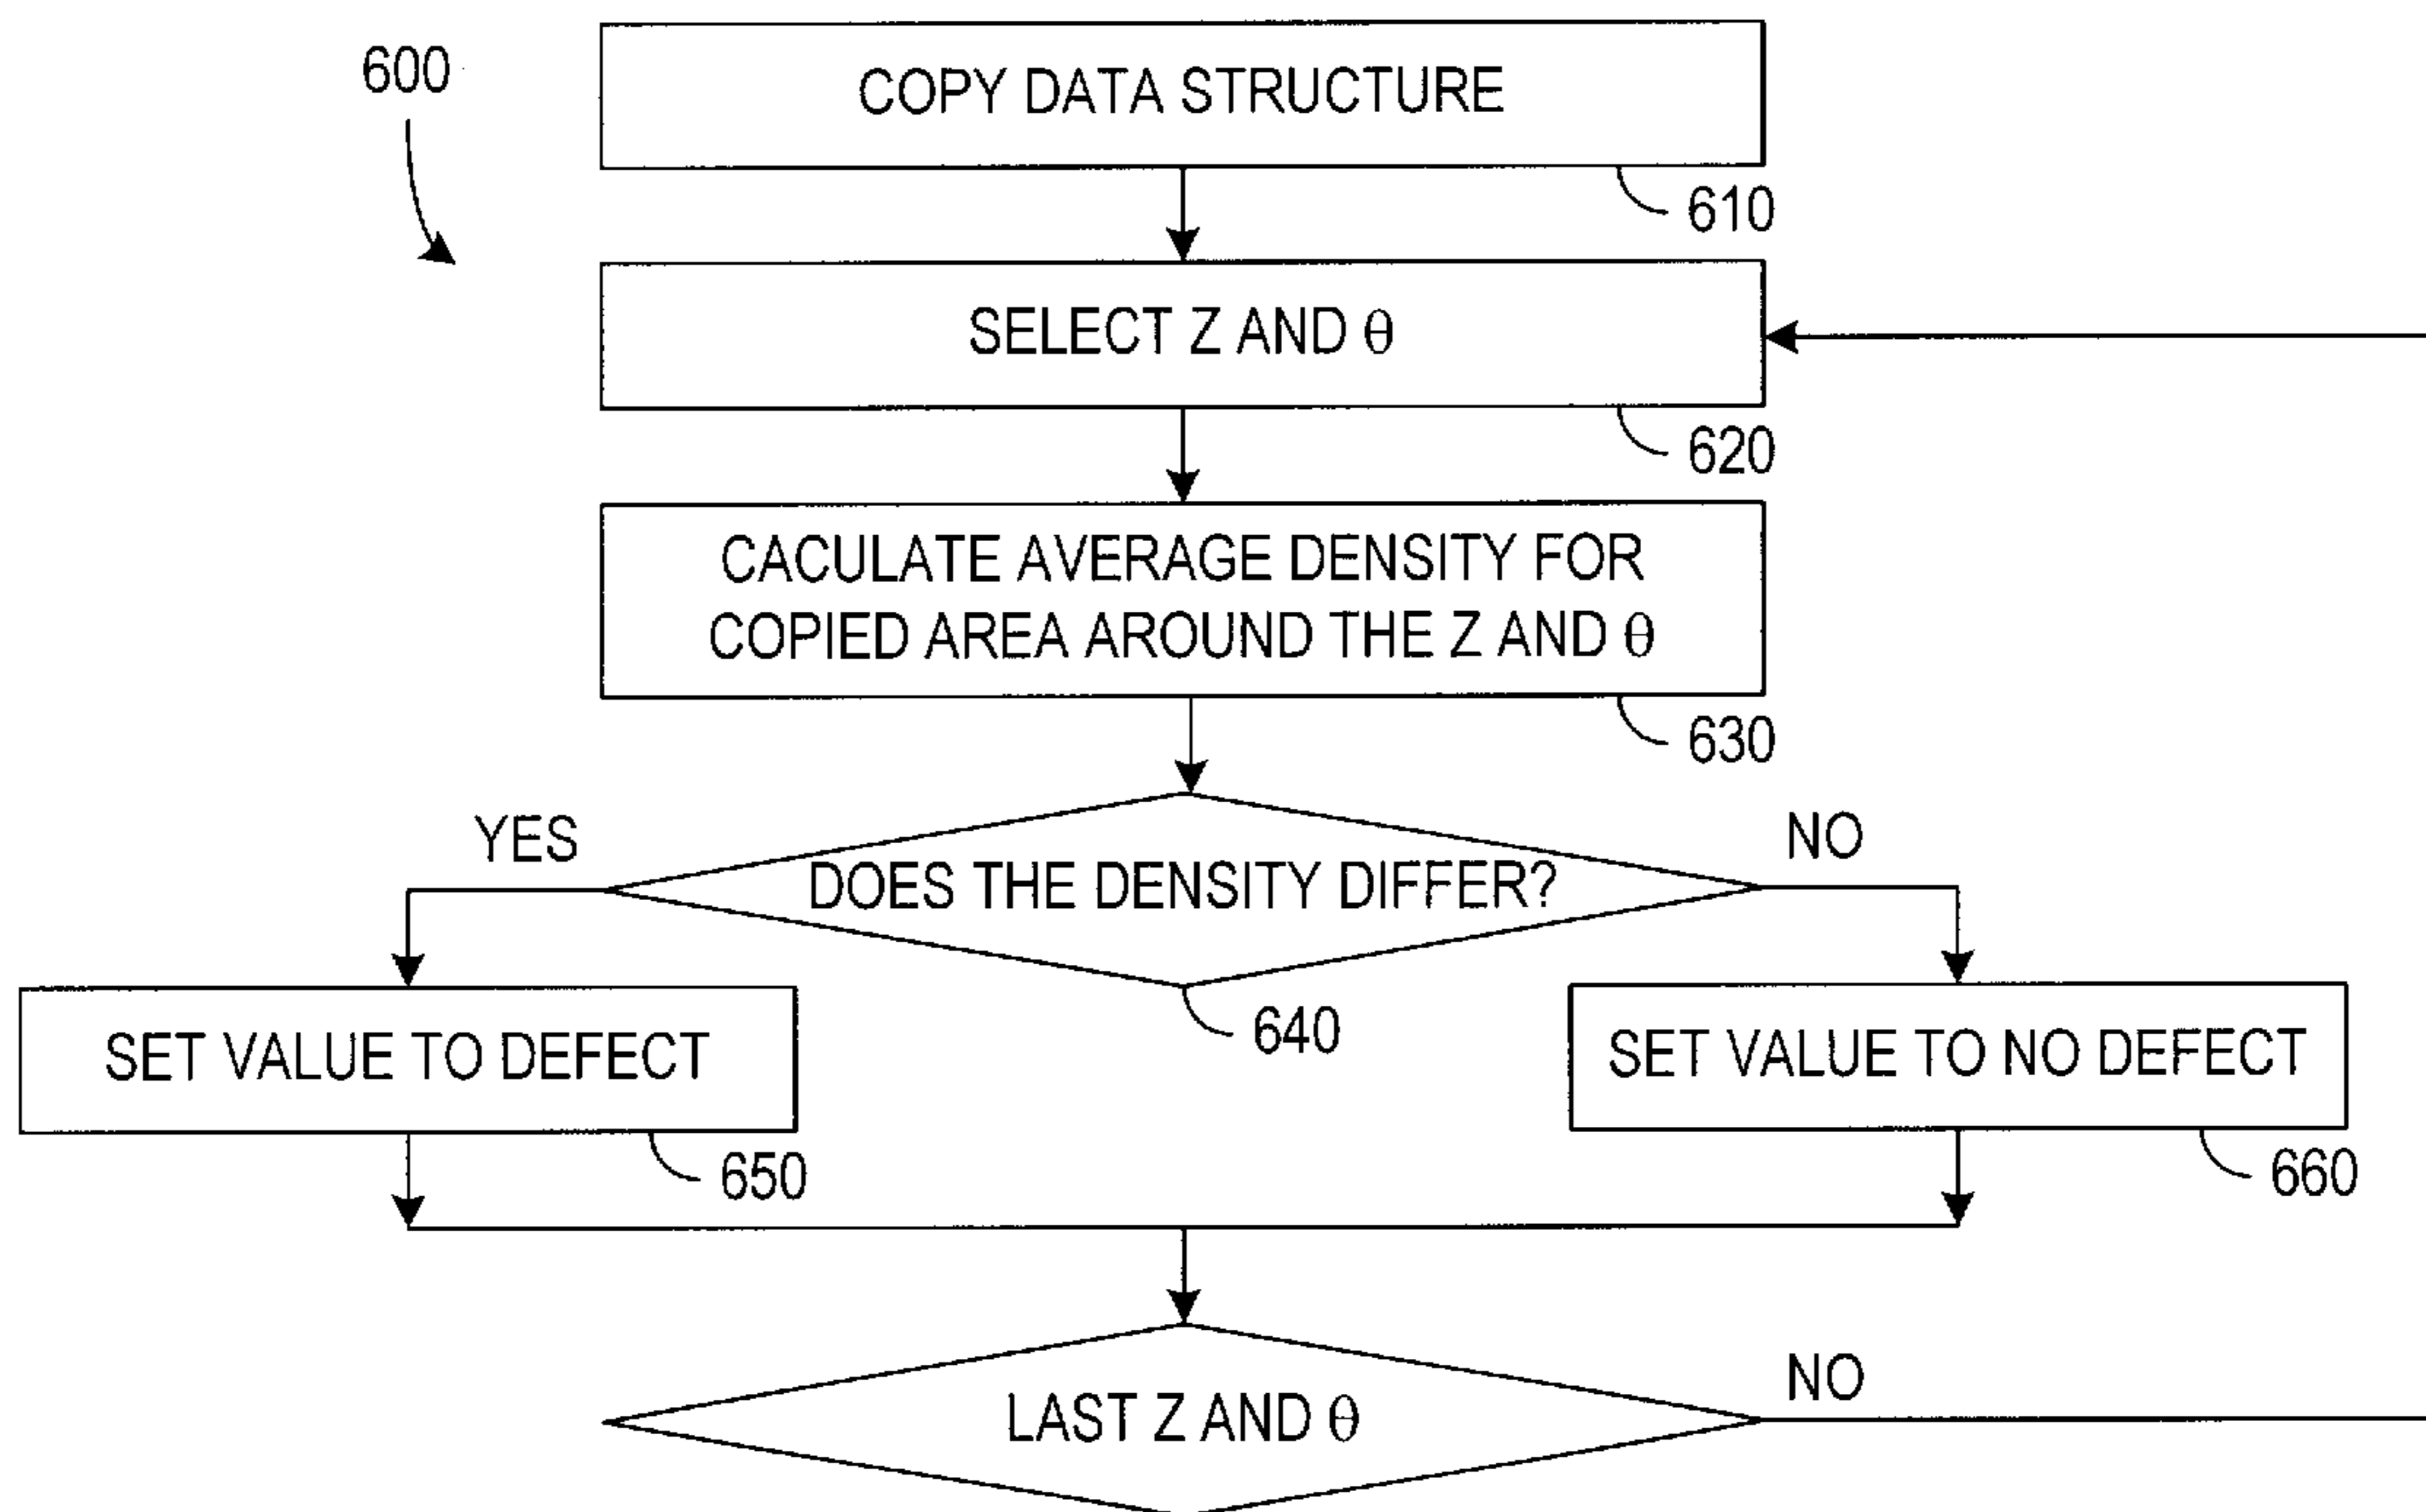 600
COPY DATA STRUCTURE
610
SELECT Z AND θ
620
CACULATE AVERAGE DENSITY FOR
COPIED AREA AROUND THE Z AND θ
630
YES
NO
DOES THE DENSITY DIFFER?
640
SET VALUE TO DEFECT
650
SET VALUE TO NO DEFECT
660
LAST Z AND θ
NO